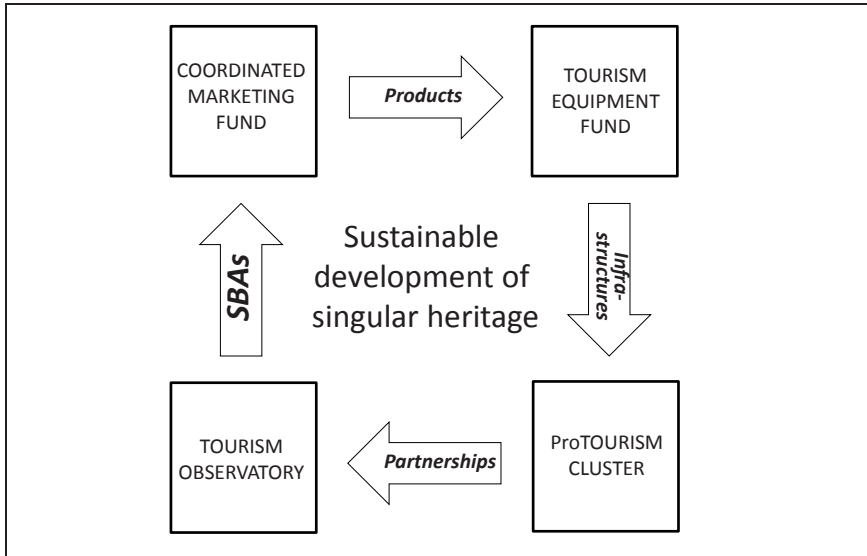 COORDINATED
MARKETING
FUND
Products
TOURISM
EQUIPMENT
FUND
SBAs
Sustainable
development of
singular heritage
Infra-
structures
TOURISM
OBSERVATORY
Partnerships
ProTOURISM
CLUSTER